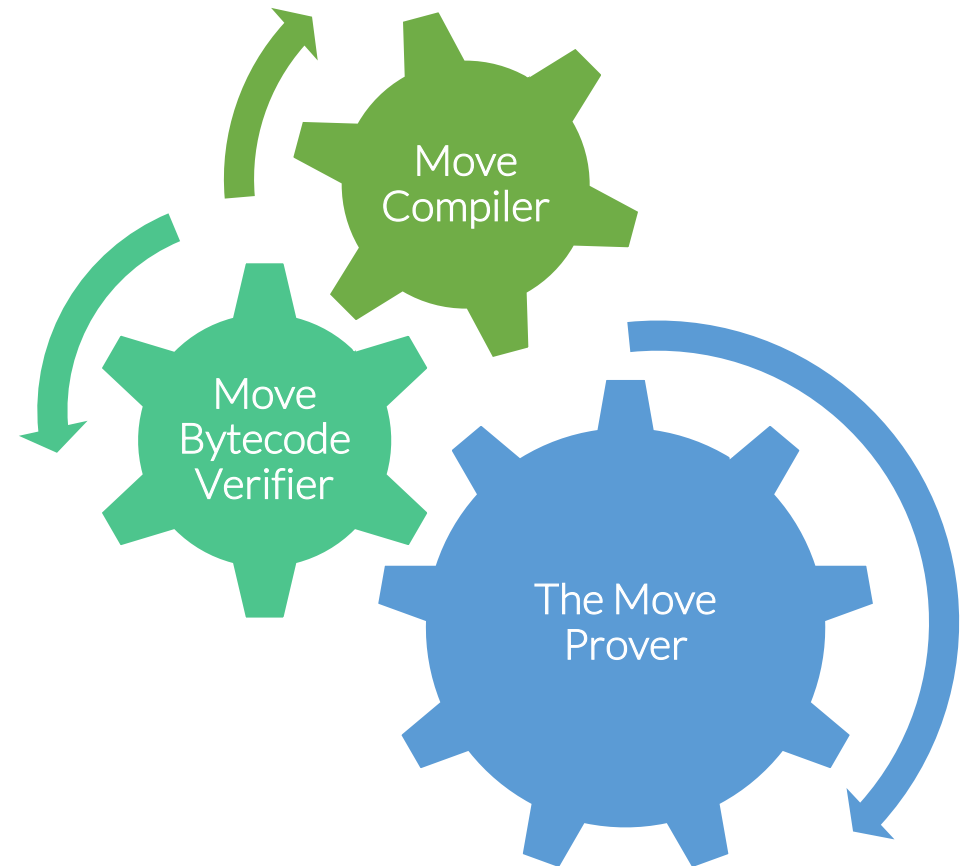 Move
Compiler
Move
Bytecode
Verifier
The Move
Prover